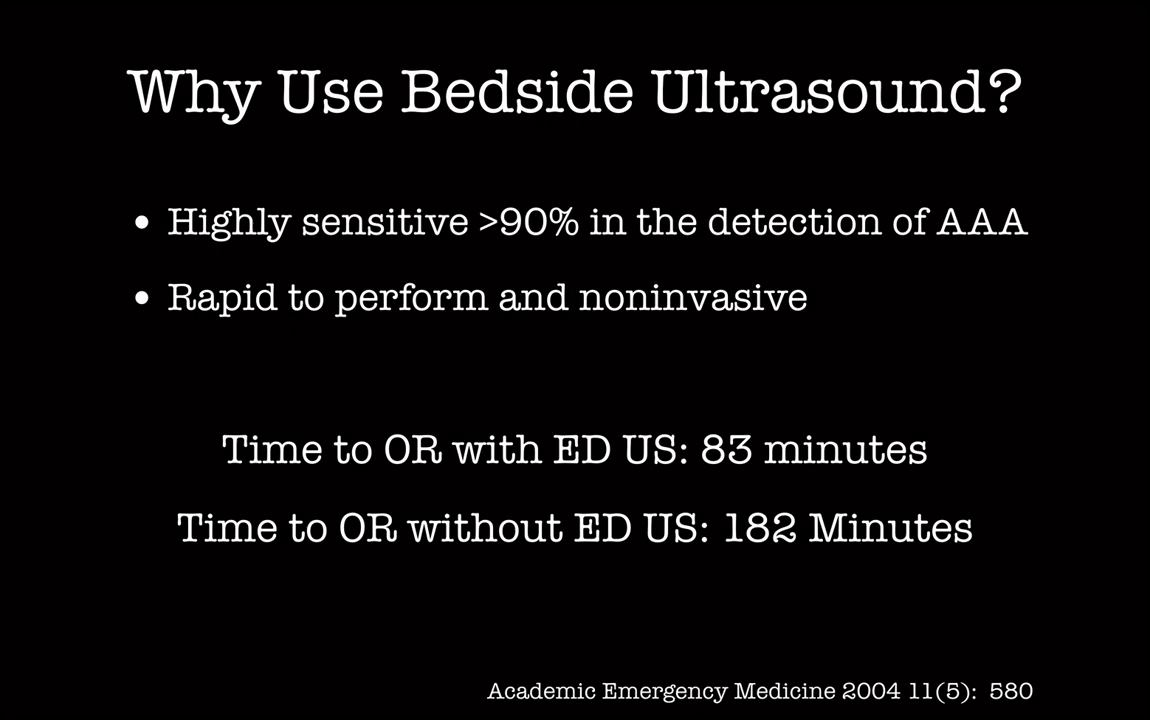 Why Use Bedside Ultrasound?
• Highly sensitive >90% in the detection of AAA
• Rapid to perform and noninvasive
Time to OR with ED US: 83 minutes
Time to OR without ED US: 182 Minutes
Academic Emergency Medicine 2004 11(5): 580